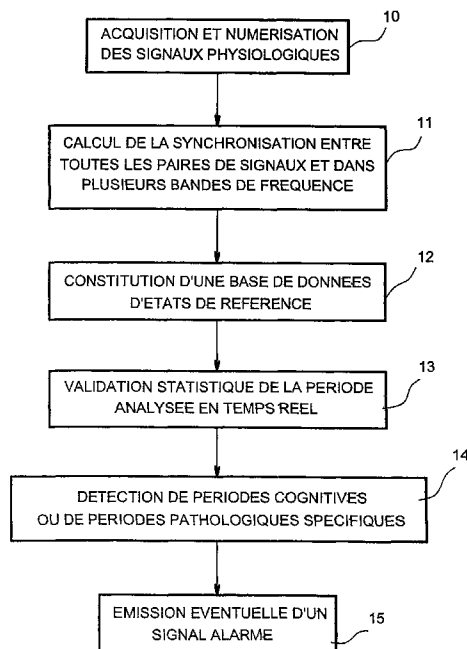 10
ACQUISITION ET NUMERISATION
DES SIGNAUX PHYSIOLOGIQUES
11
CALCUL DE LA SYNCHRONISATION ENTRE
TOUTES LES PAIRES DE SIGNAUX ET DANS
PLUSIEURS BANDES DE FREQUENCE
12
CONSTITUTION D'UNE BASE DE DONNEES
D'ETATS DE REFERENCE
13
VALIDATION STATISTIQUE DE LA PERIODE
ANALYSEE EN TEMPS REEL
14
DETECTION DE PERIODES COGNITIVES
OU DE PERIODES PATHOLOGIQUES SPECIFIQUES
EMISSION EVENTUELLE D'UN
SIGNAL ALARME
15